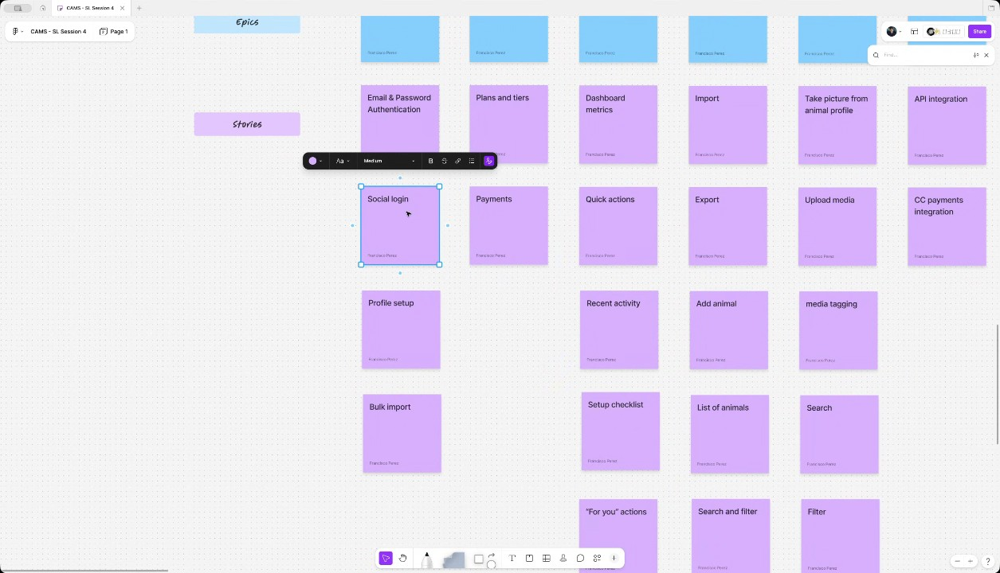 CAMS - SL Session 4
CAMS - SL Session 4
Page 1
Share
Find...
Epics
Francisco Perez
Francisco Perez
Francisco Perez
Francisco Perez
Francisco Perez
Stories
Email & Password
Authentication
Plans and tiers
Dashboard
metrics
Import
Take picture from
animal profile
API integration
Francisco Perez
Francisco Perez
Francisco Perez
Francisco Perez
Aa
Medium
B
S
Social login
Payments
Quick actions
Export
Upload media
CC payments
integration
Francisco Perez
Francisco Perez
Francisco Perez
Francisco Perez
Francisco Perez
Francisco Perez
Profile setup
Recent activity
Add animal
media tagging
Francisco Perez
Francisco Perez
Francisco Perez
Francisco Perez
Bulk import
Setup checklist
List of animals
Search
Francisco Perez
Francisco Perez
Francisco Perez
Francisco Perez
"For you" actions
Search and filter
Filter
Francisco Perez
Francisco Perez
T
?